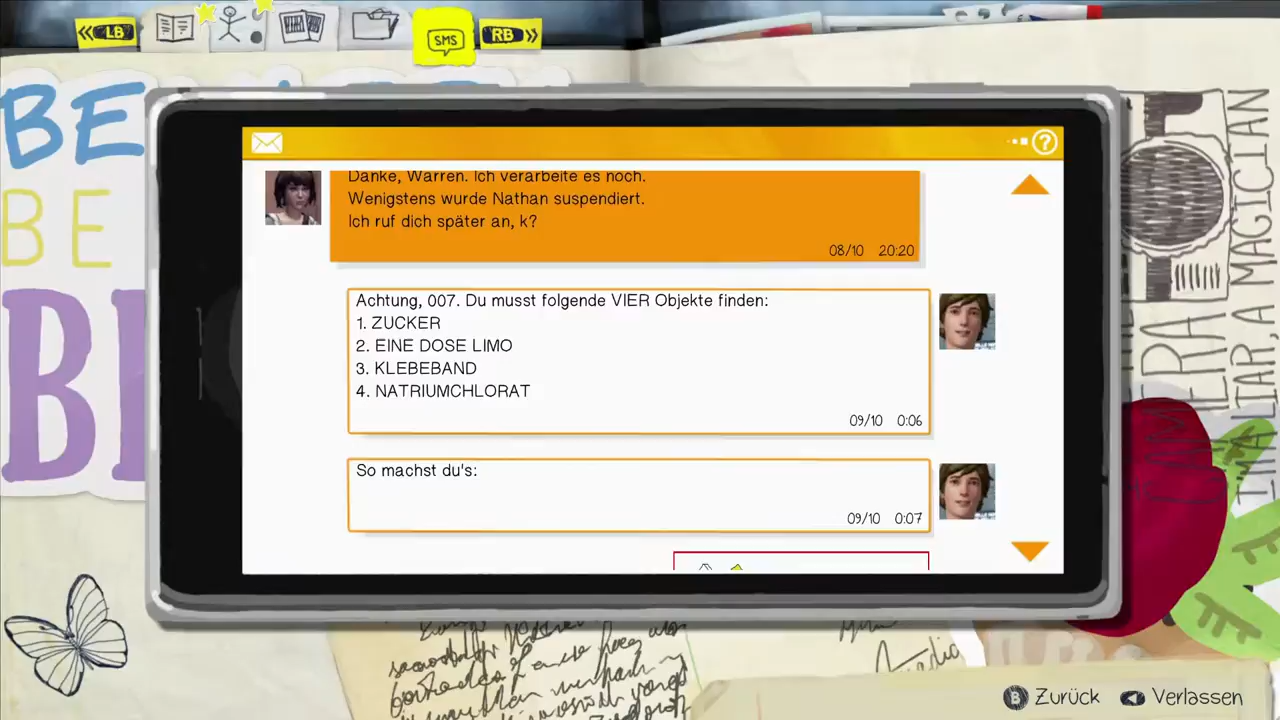 LB
SMS
RB
BE
BE
Danke, Warren. Ich verarbeite es noch.
Wenigstens wurde Nathan suspendiert.
Ich ruf dich später an, k?
08/10 20:20
Achtung, 007. Du musst folgende VIER Objekte finden:
1. ZUCKER
2. EINE DOSE LIMO
3. KLEBEBAND
4. NATRIUMCHLORAT
09/10 0:06
So machst du's:
09/10 0:07
A MAGICIAN
B Zurück
Verlassen